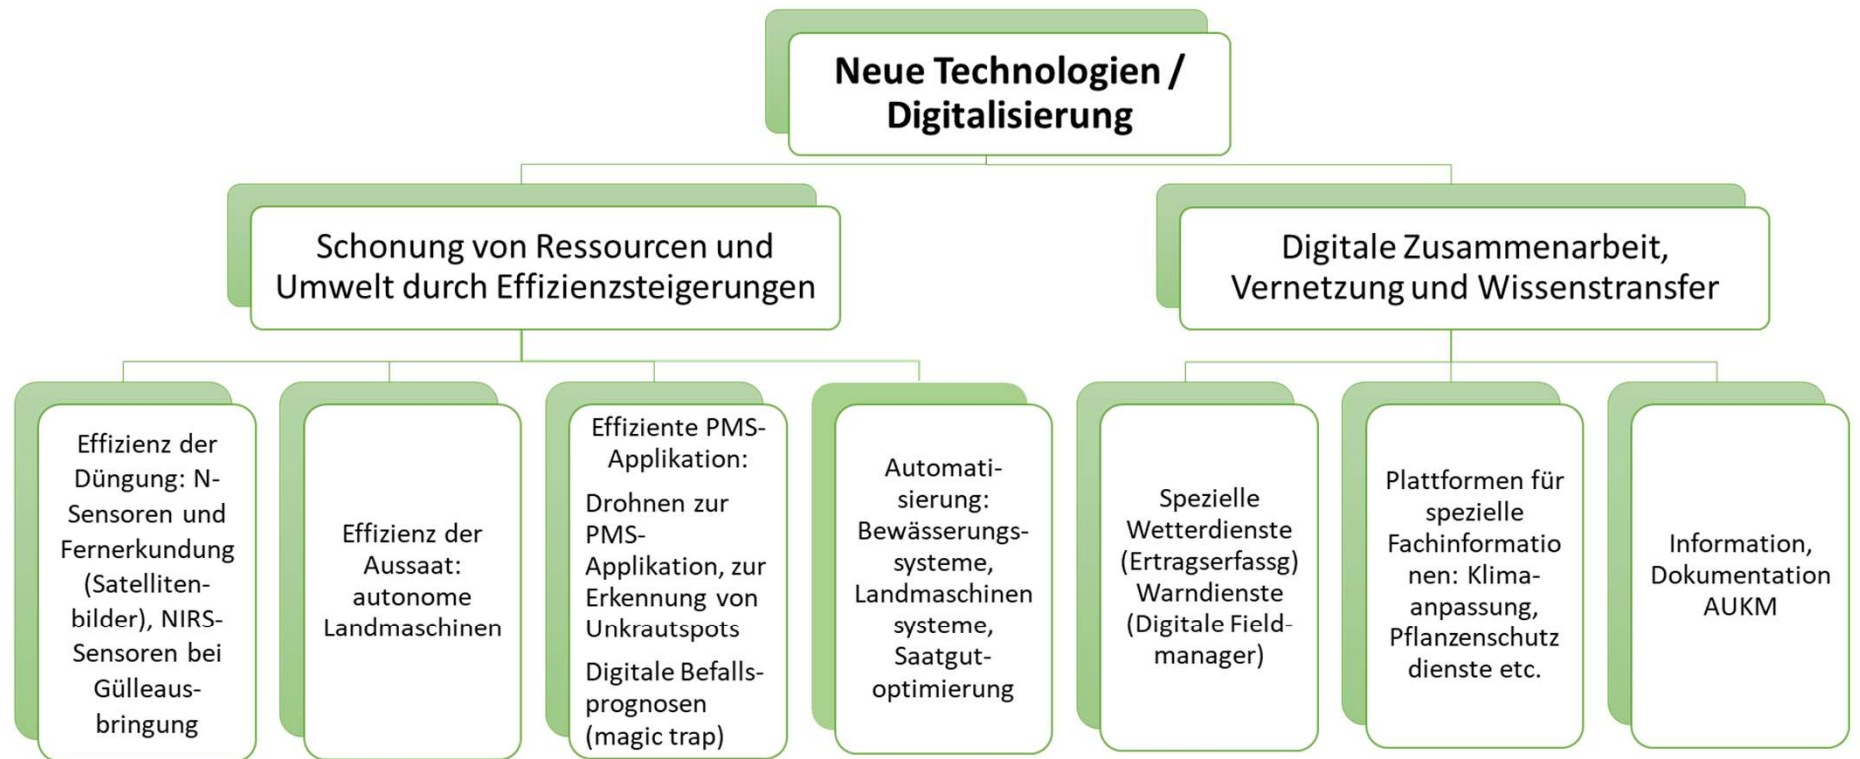 Neue Technologien /
Digitalisierung
Schonung von Ressourcen und
Umwelt durch Effizienzsteigerungen
Digitale Zusammenarbeit,
Vernetzung und Wissenstransfer
Effizienz der
Düngung: N-
Sensoren und
Fernerkundung
(Satelliten-
bilder), NIRS-
Sensoren bei
Gülleaus-
bringung
Effizienz der
Aussaat:
autonome
Landmaschinen
Effiziente PMS-
Applikation:
Drohnen zur
PMS-
Applikation, zur
Erkennung von
Unkrautspots
Digitale Befalls-
prognosen
(magic trap)
Automati-
sierung:
Bewässerungs-
systeme,
Landmaschinen
systeme,
Saatgut-
optimierung
Spezielle
Wetterdienste
(Ertragserfassg)
Warndienste
(Digitale Field-
manager)
Plattformen für
spezielle
Fachinformatio
nen: Klima-
anpassung,
Pflanzenschutz
dienste etc.
Information,
Dokumentation
AUKM